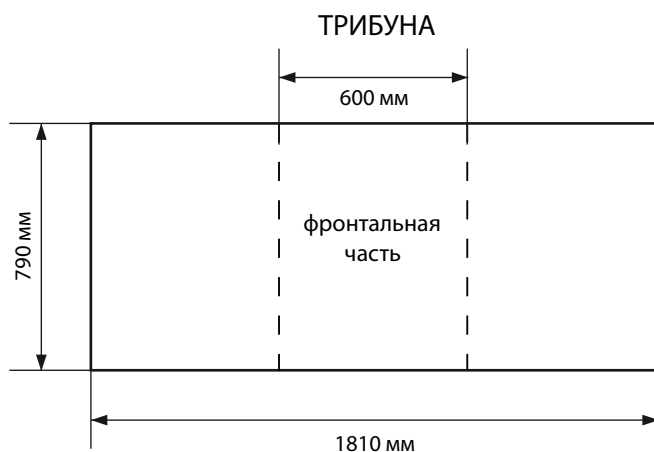 ТРИБУНА
600 мм
фронтальная
часть
790 мм
1810 мм